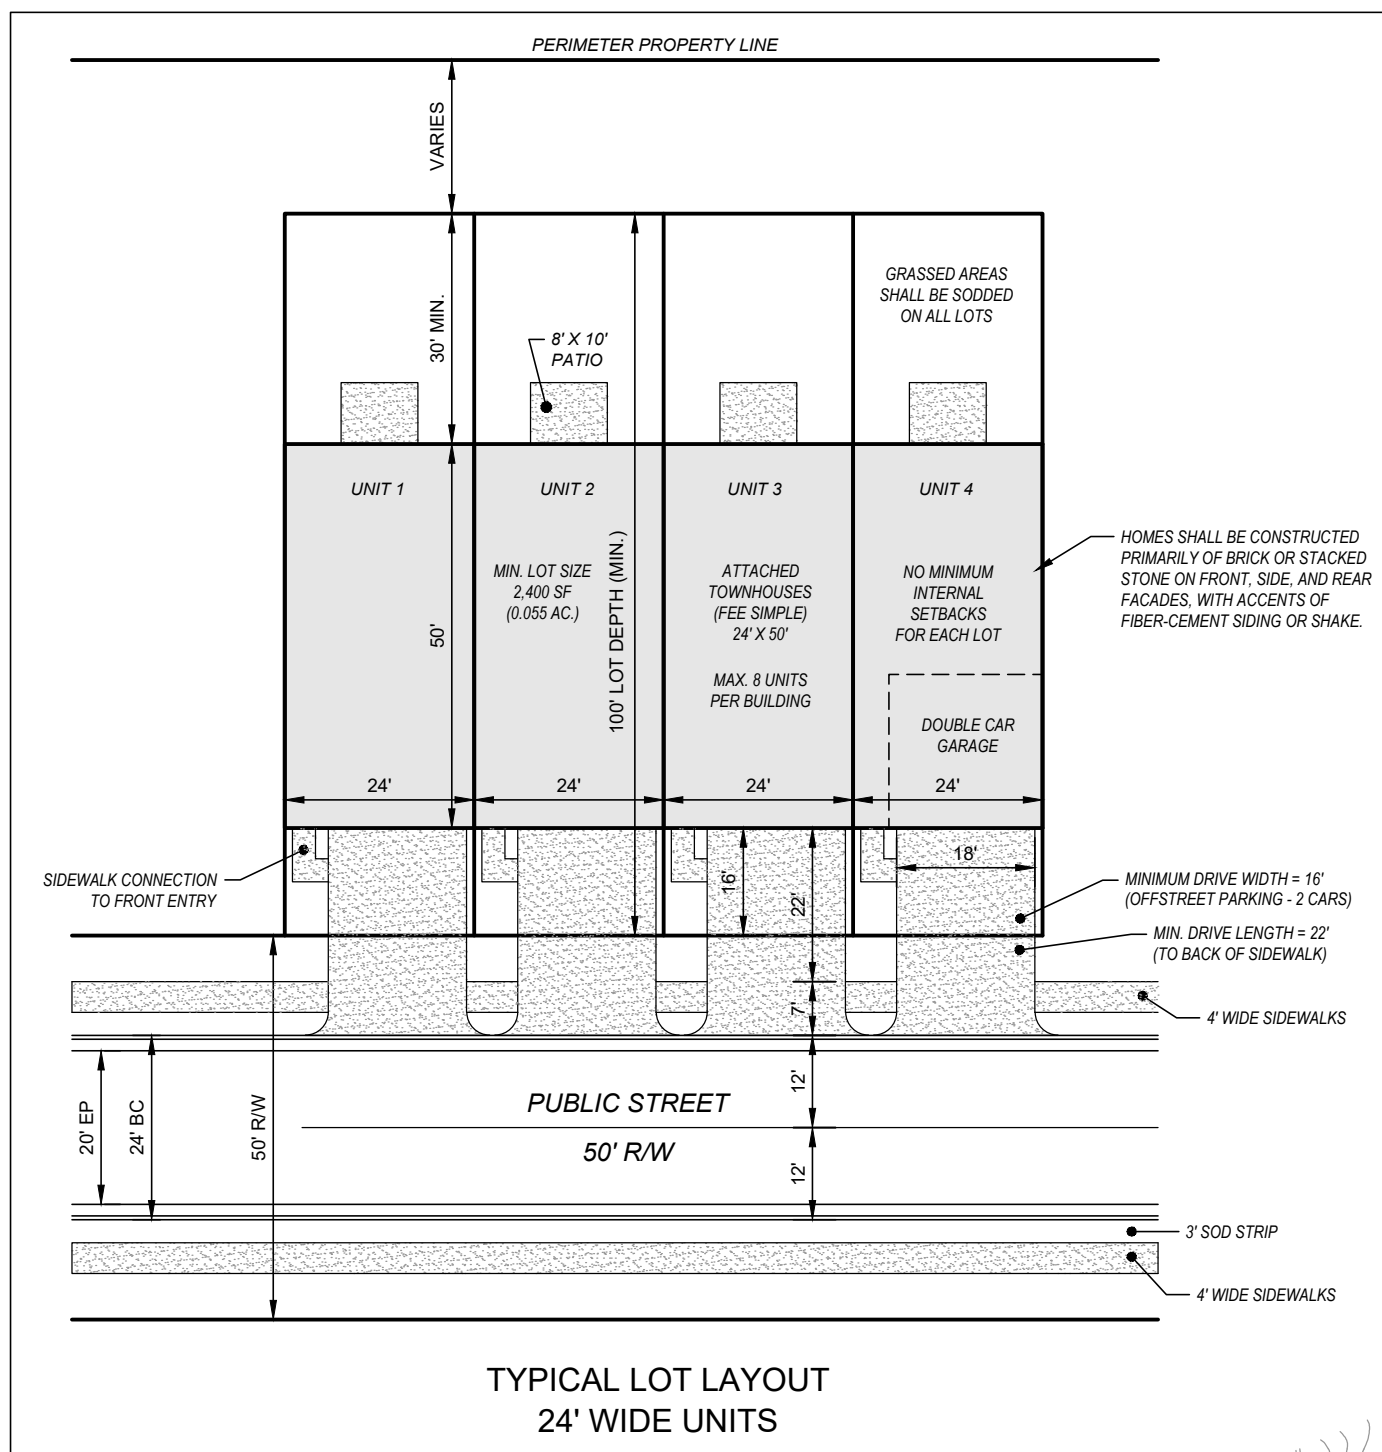 PERIMETER PROPERTY LINE
VARIES
30' MIN.
GRASSED AREAS
SHALL BE SODDED
ON ALL LOTS
8' X 10'
PATIO
UNIT 1
UNIT 2
UNIT 3
UNIT 4
50'
MIN. LOT SIZE
2,400 SF
(0.055 AC.)
100' LOT DEPTH (MIN.)
ATTACHED
TOWNHOUSES
(FEE SIMPLE)
24' X 50'
MAX. 8 UNITS
PER BUILDING
NO MINIMUM
INTERNAL
SETBACKS
FOR EACH LOT
HOMES SHALL BE CONSTRUCTED
PRIMARILY OF BRICK OR STACKED
STONE ON FRONT, SIDE, AND REAR
FACADES, WITH ACCENTS OF
FIBER-CEMENT SIDING OR SHAKE.
DOUBLE CAR
GARAGE
24'
24'
24'
24'
SIDEWALK CONNECTION
TO FRONT ENTRY
16'
22'
18'
MINIMUM DRIVE WIDTH = 16'
(OFFSTREET PARKING - 2 CARS)
MIN. DRIVE LENGTH = 22'
(TO BACK OF SIDEWALK)
7'
4' WIDE SIDEWALKS
20' EP
24' BC
50' R/W
PUBLIC STREET
50' R/W
12'
12'
3' SOD STRIP
4' WIDE SIDEWALKS
TYPICAL LOT LAYOUT
24' WIDE UNITS